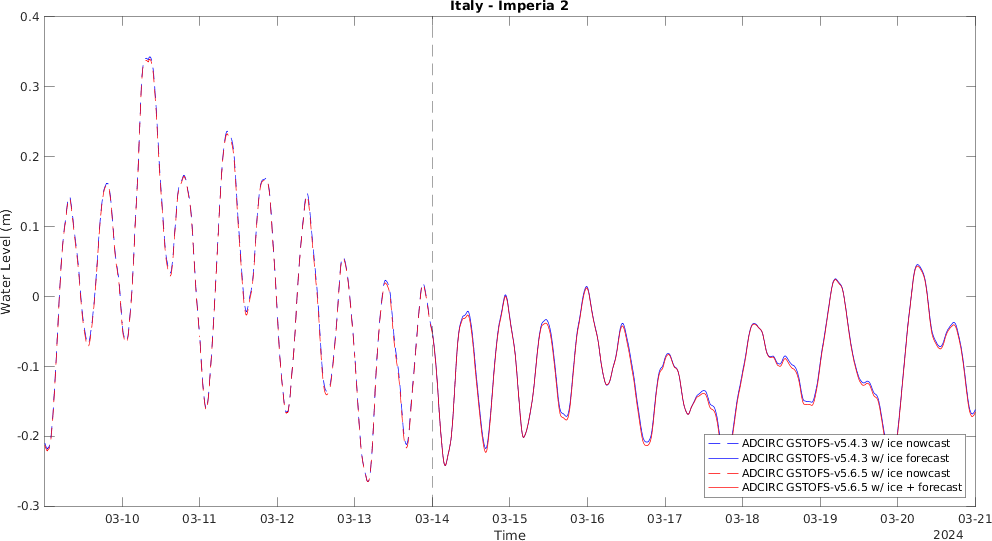 Italy - Imperia 2
Water Level (m)
0.4
0.3
0.2
0.1
0
-0.1
-0.2
-0.3
ADCIRC GSTOFS-v5.4.3 w/ ice nowcast
ADCIRC GSTOFS-v5.4.3 w/ ice forecast
ADCIRC GSTOFS-v5.6.5 w/ ice nowcast
ADCIRC GSTOFS-v5.6.5 w/ ice + forecast
03-10 03-11 03-12 03-13 03-14 03-15 03-16 03-17 03-18 03-19 03-20 03-21
Time
2024